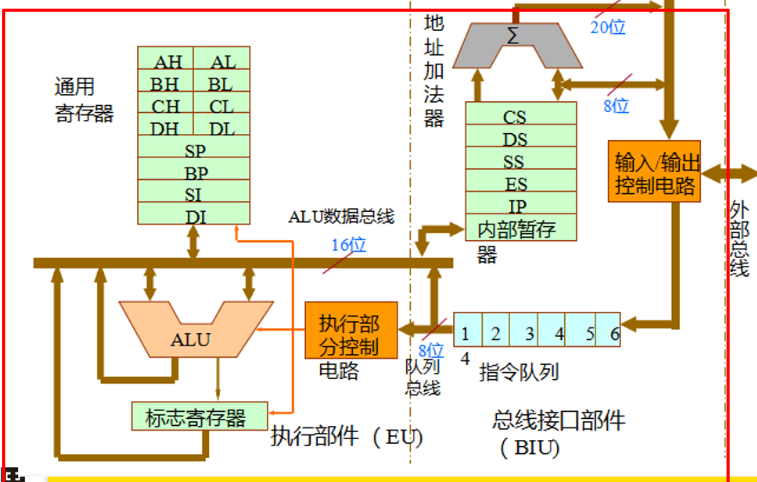 通用
寄存器
AH AL
BH BL
CH CL
DH DL
SP
BP
SI
DI
地
址
加
法
器
Σ
20位
8位
CS
DS
SS
ES
IP
内部暂存
器
输入/输出
控制电路
外
部
总
线
ALU数据总线
16位
ALU
执行部
分控制
电路
8位
队列
总线
1 2 3 4 5 6
4
指令队列
标志寄存器
执行部件（EU)
总线接口部件
（BIU)